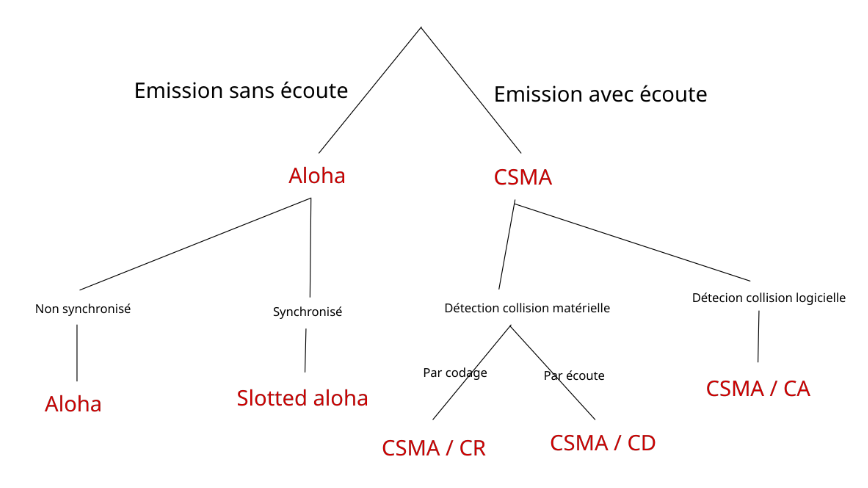 Emission sans écoute
Emission avec écoute
Aloha
CSMA
Non synchronisé
Synchronisé
Détection collision matérielle
Détecion collision logicielle
Par codage
Par écoute
Aloha
Slotted aloha
CSMA / CR
CSMA / CD
CSMA / CA